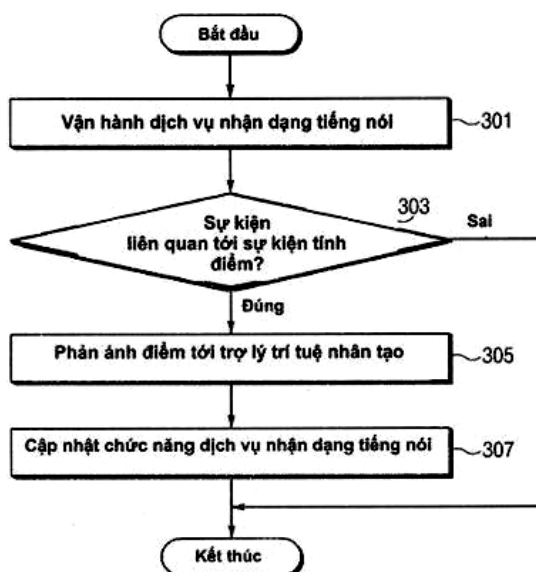 Bắt đầu
Vận hành dịch vụ nhận dạng tiếng nói
301
303
Sự kiện
liên quan tới sự kiện tính
điểm?
Sai
Đúng
Phản ánh điểm tới trợ lý trí tuệ nhân tạo
305
Cập nhật chức năng dịch vụ nhận dạng tiếng nói
307
Kết thúc